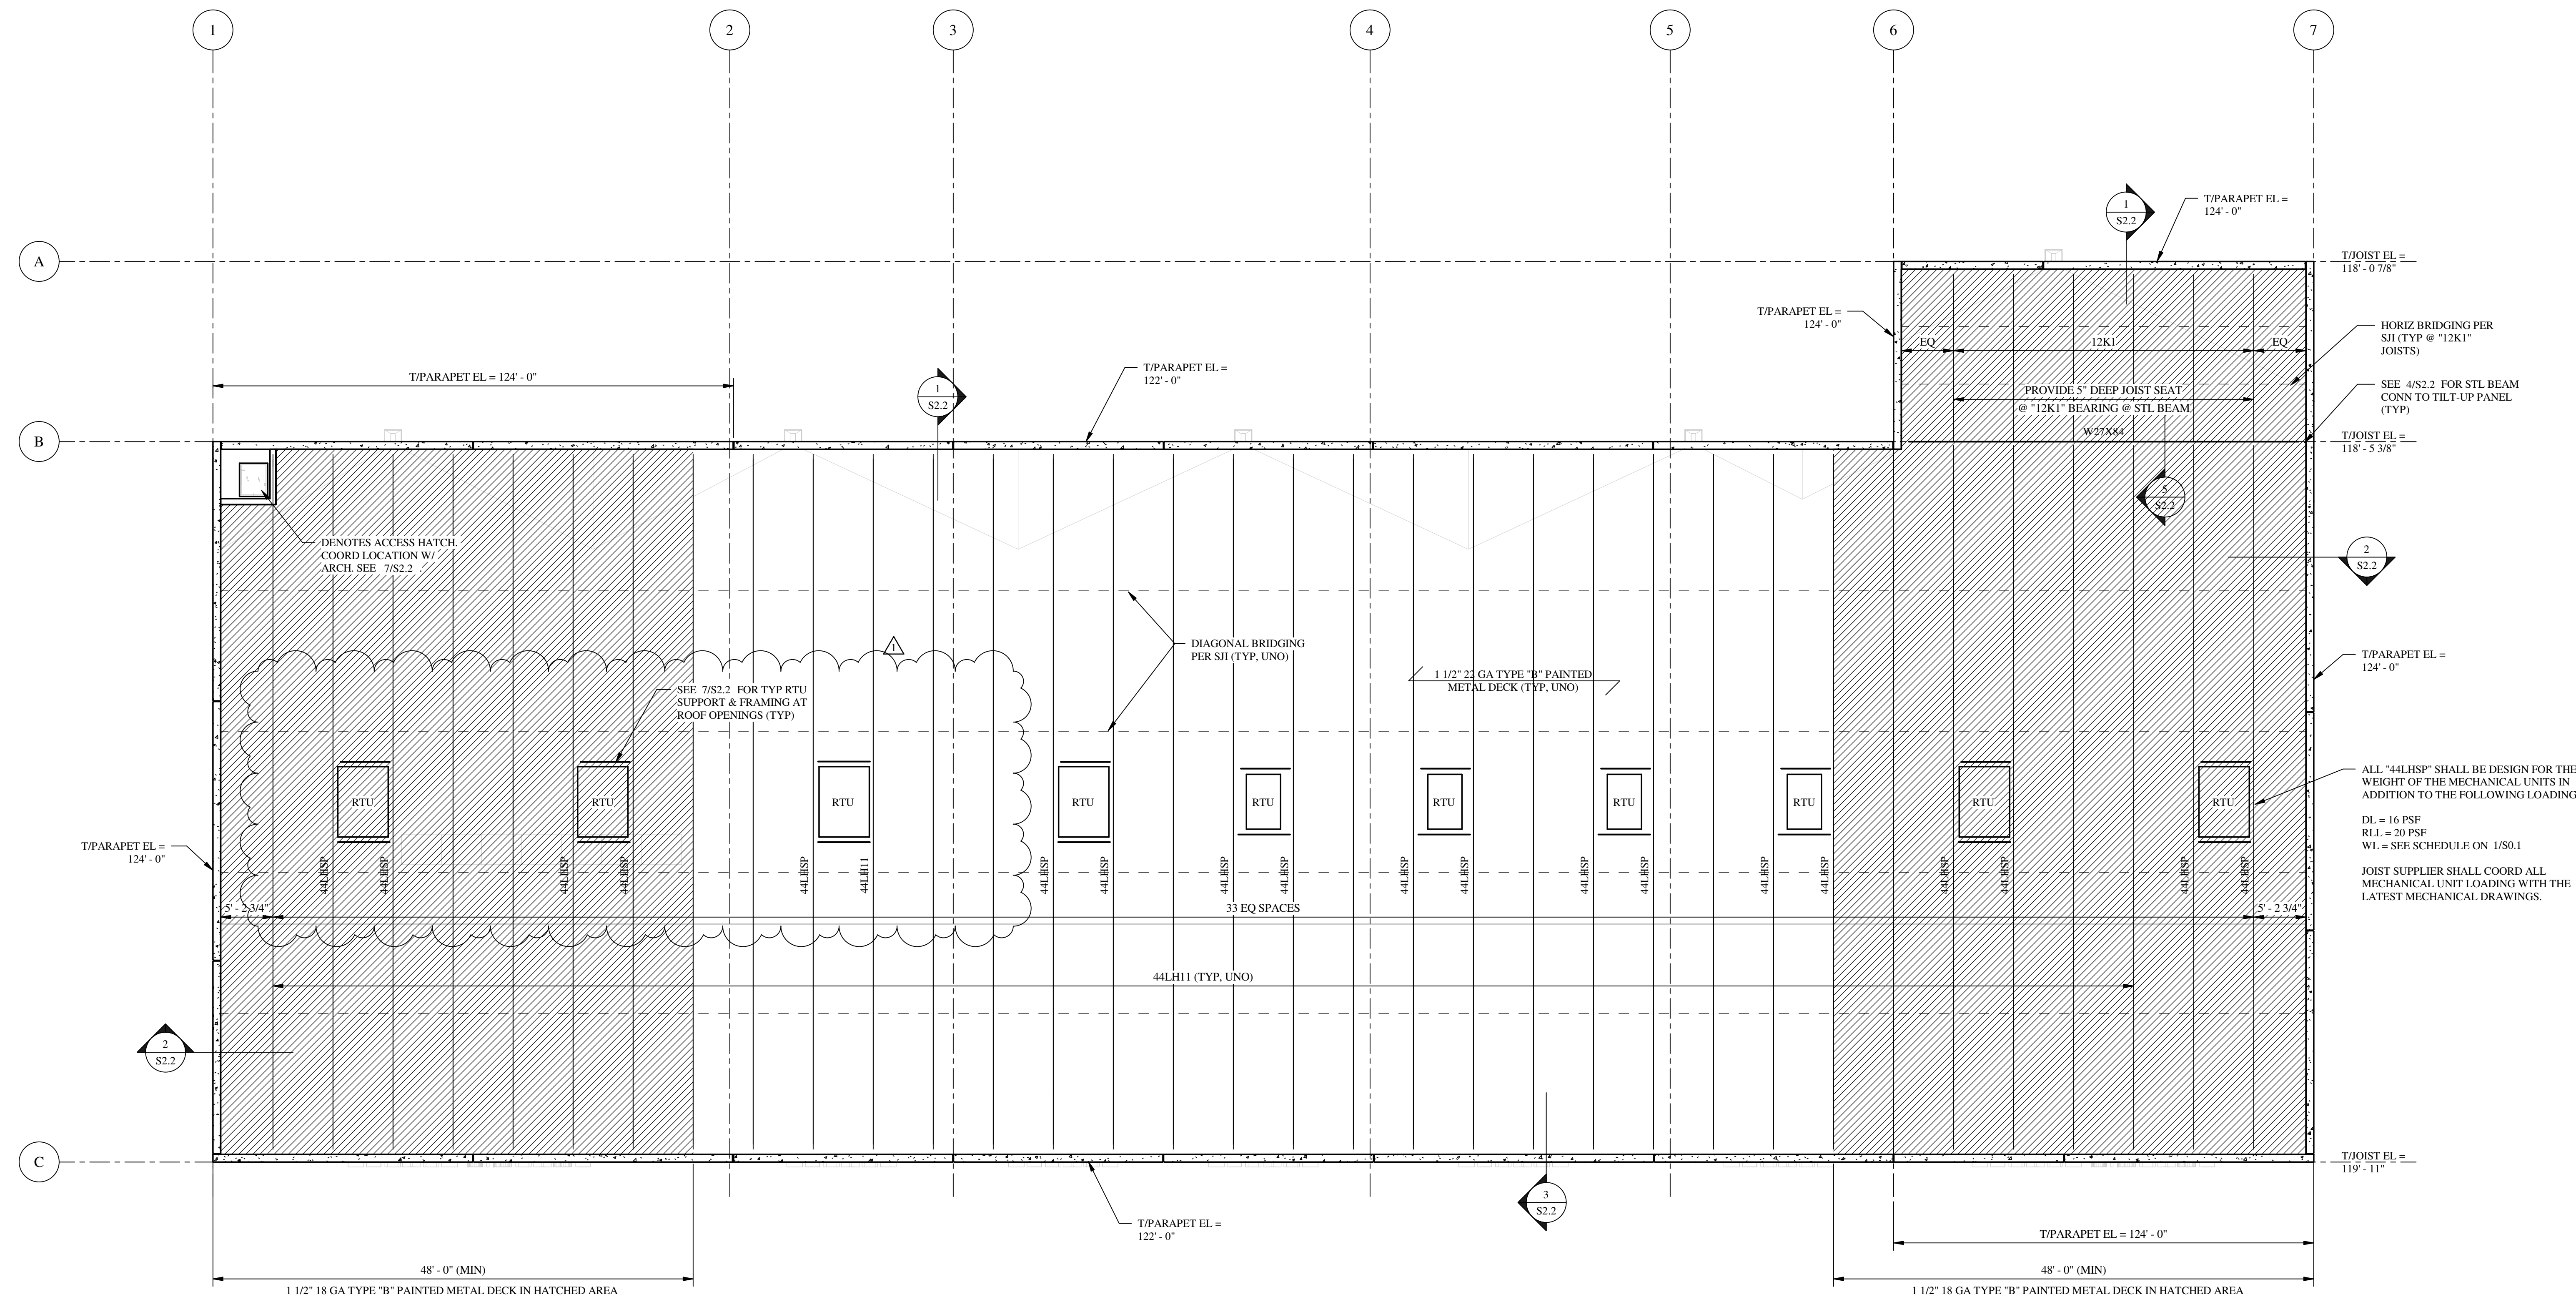 1
2
3
4
5
6
7
1
S2.2
T/PARAPET EL =
124' - 0"
A
T/JOIST EL =
118' - 0 7/8"
T/PARAPET EL =
124' - 0"
HORIZ BRIDGING PER
SJI (TYP @ "12K1"
JOISTS)
EQ
12K1
EQ
T/PARAPET EL = 124' - 0"
1
S2.2
T/PARAPET EL =
122' - 0"
PROVIDE 5" DEEP JOIST SEAT
@ "12K1" BEARING @ STL BEAM
SEE 4/S2.2 FOR STL BEAM
CONN TO TILT-UP PANEL
(TYP)
W27X84
B
T/JOIST EL =
118' - 5 3/8"
5
S2.2
DENOTES ACCESS HATCH.
COORD LOCATION W/
ARCH. SEE 7/S2.2 .
2
S2.2
1
DIAGONAL BRIDGING
PER SJI (TYP, UNO)
T/PARAPET EL =
124' - 0"
1 1/2" 22 GA TYPE "B" PAINTED
METAL DECK (TYP, UNO)
SEE 7/S2.2 FOR TYP RTU
SUPPORT & FRAMING AT
ROOF OPENINGS (TYP)
RTU
RTU
RTU
RTU
RTU
RTU
RTU
RTU
RTU
RTU
ALL "44LHSP" SHALL BE DESIGN FOR THE
WEIGHT OF THE MECHANICAL UNITS IN
ADDITION TO THE FOLLOWING LOADING
DL = 16 PSF
RLL = 20 PSF
WL = SEE SCHEDULE ON 1/S0.1
JOIST SUPPLIER SHALL COORD ALL
MECHANICAL UNIT LOADING WITH THE
LATEST MECHANICAL DRAWINGS.
T/PARAPET EL =
124' - 0"
44LHSP
44LHSP
44LHSP
44LHSP
44LHSP
44LH11
44LHSP
44LHSP
44LHSP
44LHSP
44LHSP
44LHSP
44LHSP
44LHSP
44LHSP
44LHSP
44LHSP
44LHSP
44LHSP
44LHSP
5' - 2 3/4"
33 EQ SPACES
5' - 2 3/4"
44LH11 (TYP, UNO)
2
S2.2
C
T/JOIST EL =
119' - 11"
3
S2.2
T/PARAPET EL =
122' - 0"
T/PARAPET EL = 124' - 0"
48' - 0" (MIN)
1 1/2" 18 GA TYPE "B" PAINTED METAL DECK IN HATCHED AREA
48' - 0" (MIN)
1 1/2" 18 GA TYPE "B" PAINTED METAL DECK IN HATCHED AREA